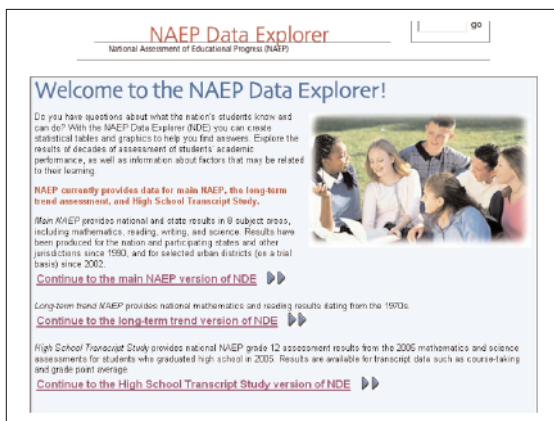 go
NAEP Data Explorer
National Assessment of Educational Progress (NAEP)
Welcome to the NAEP Data Explorer!
Do you have questions about what the nation's students know and
can do? With the NAEP Data Explorer (NDE) you can create
statistical tables and graphics to help you find answers. Explore the
results of decades of assessment of students' academic
performance, as well as information about factors that may be related
to their learning.
NAEP currently provides data for main NAEP, the long-term
trend assessment, and High School Transcript Study.
Main NAEP provides national and state results in 8 subject areas,
including mathematics, reading, writing, and science. Results have
been produced for the nation and participating states and other
jurisdictions since 1990, and for selected urban districts (on a trial
basis) since 2002.
Continue to the main NAEP version of NDE
Long-term trend NAEP provides national mathematics and reading results dating from the 1970s.
Continue to the long-term trend version of NDE
High School Transcript Study provides national NAEP grade 12 assessment results from the 2005 mathematics and science
assessments for students who graduated high school in 2005. Results are available for transcript data such as course-taking
and grade point average.
Continue to the High School Transcript Study version of NDE